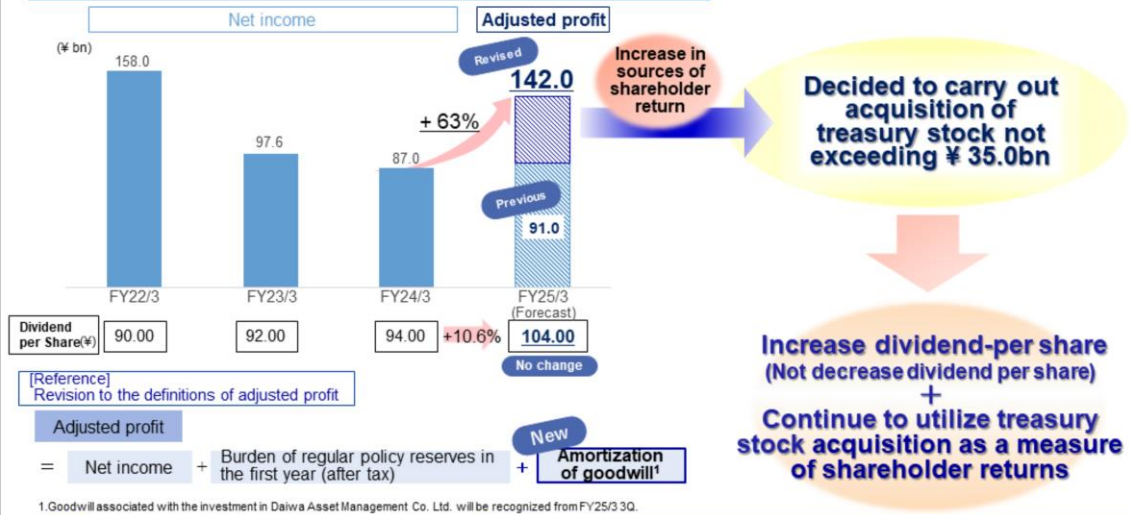 Net income
Adjusted profit
(¥ bn)
158.0
97.6
87.0
+ 63%
Revised
142.0
Previous
91.0
FY22/3
FY23/3
FY24/3
FY25/3
(Forecast)
Dividend
per Share(¥)
90.00
92.00
94.00
+10.6%
104.00
No change
Increase in
sources of
shareholder
return
Decided to carry out
acquisition of
treasury stock not
exceeding ¥ 35.0bn
Increase dividend-per share
(Not decrease dividend per share)
+
Continue to utilize treasury
stock acquisition as a measure
of shareholder returns
[Reference]
Revision to the definitions of adjusted profit
Adjusted profit
= Net income + Burden of regular policy reserves in
the first year (after tax)
+
New
Amortization
of goodwill¹
1.Goodwill associated with the investment in Daiwa Asset Management Co. Ltd. will be recognized from FY25/3 3Q.